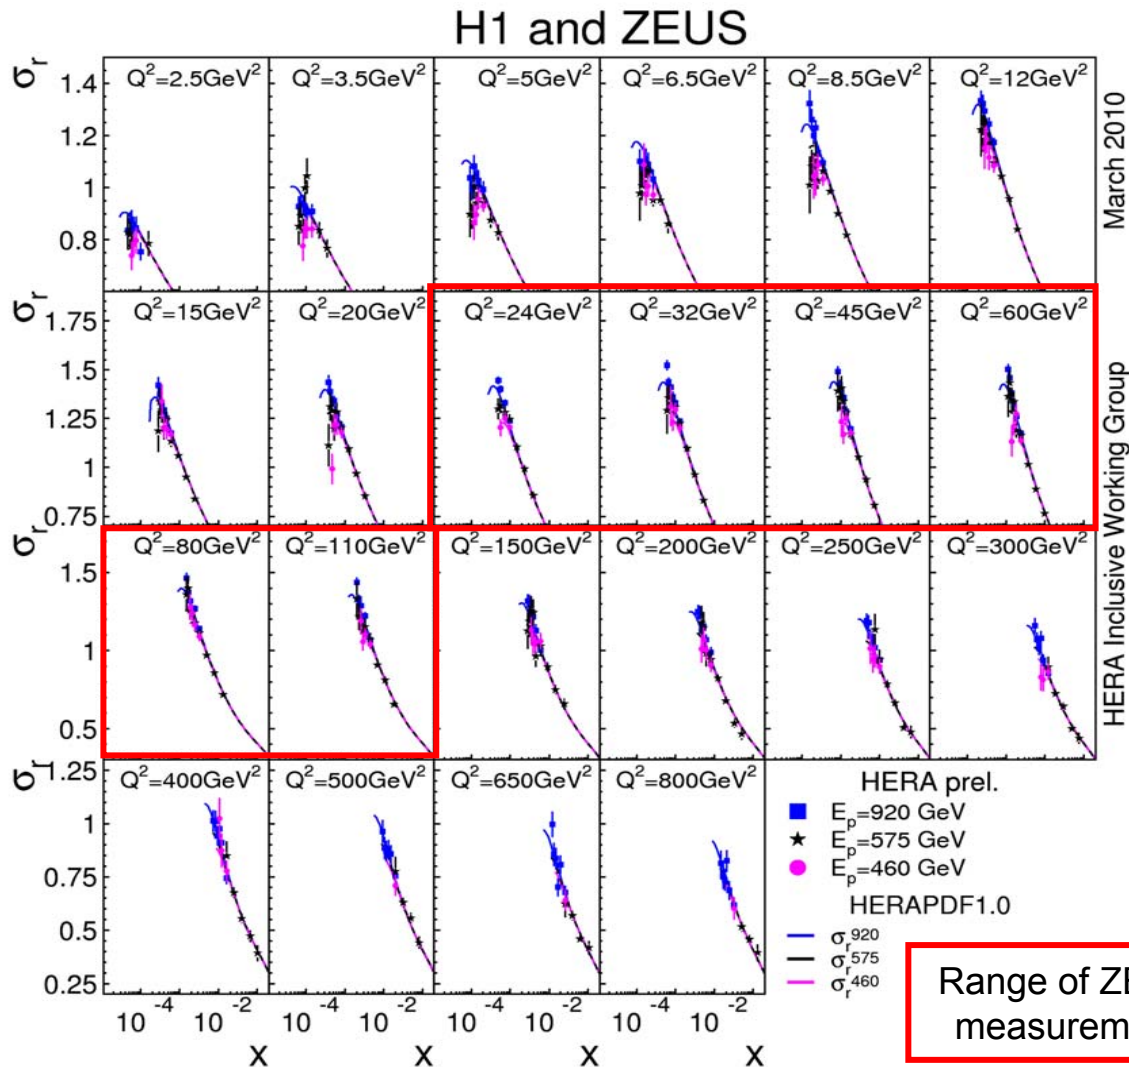 H1 and ZEUS
σr
Q²=2.5GeV² Q²=3.5GeV² Q²=5GeV² Q²=6.5GeV² Q²=8.5GeV² Q²=12GeV²
1.4
1.2
1
0.8
March 2010
σr
Q²=15GeV² Q²=20GeV² Q²=24GeV² Q²=32GeV² Q²=45GeV² Q²=60GeV²
1.75
1.5
1.25
1
0.75
HERA Inclusive Working Group
σr
Q²=80GeV² Q²=110GeV² Q²=150GeV² Q²=200GeV² Q²=250GeV² Q²=300GeV²
1.5
1
0.5
σr
Q²=400GeV² Q²=500GeV² Q²=650GeV² Q²=800GeV²
1.25
1
0.75
0.5
0.25
HERA prel.
Ep=920 GeV
Ep=575 GeV
Ep=460 GeV
HERAPDF1.0
σr⁹²⁰
σr⁵⁷⁵
σr⁴⁶⁰
10⁻⁴ 10⁻² 10⁻⁴ 10⁻² 10⁻⁴ 10⁻² 10⁻⁴ 10⁻²
x x x x
Range of